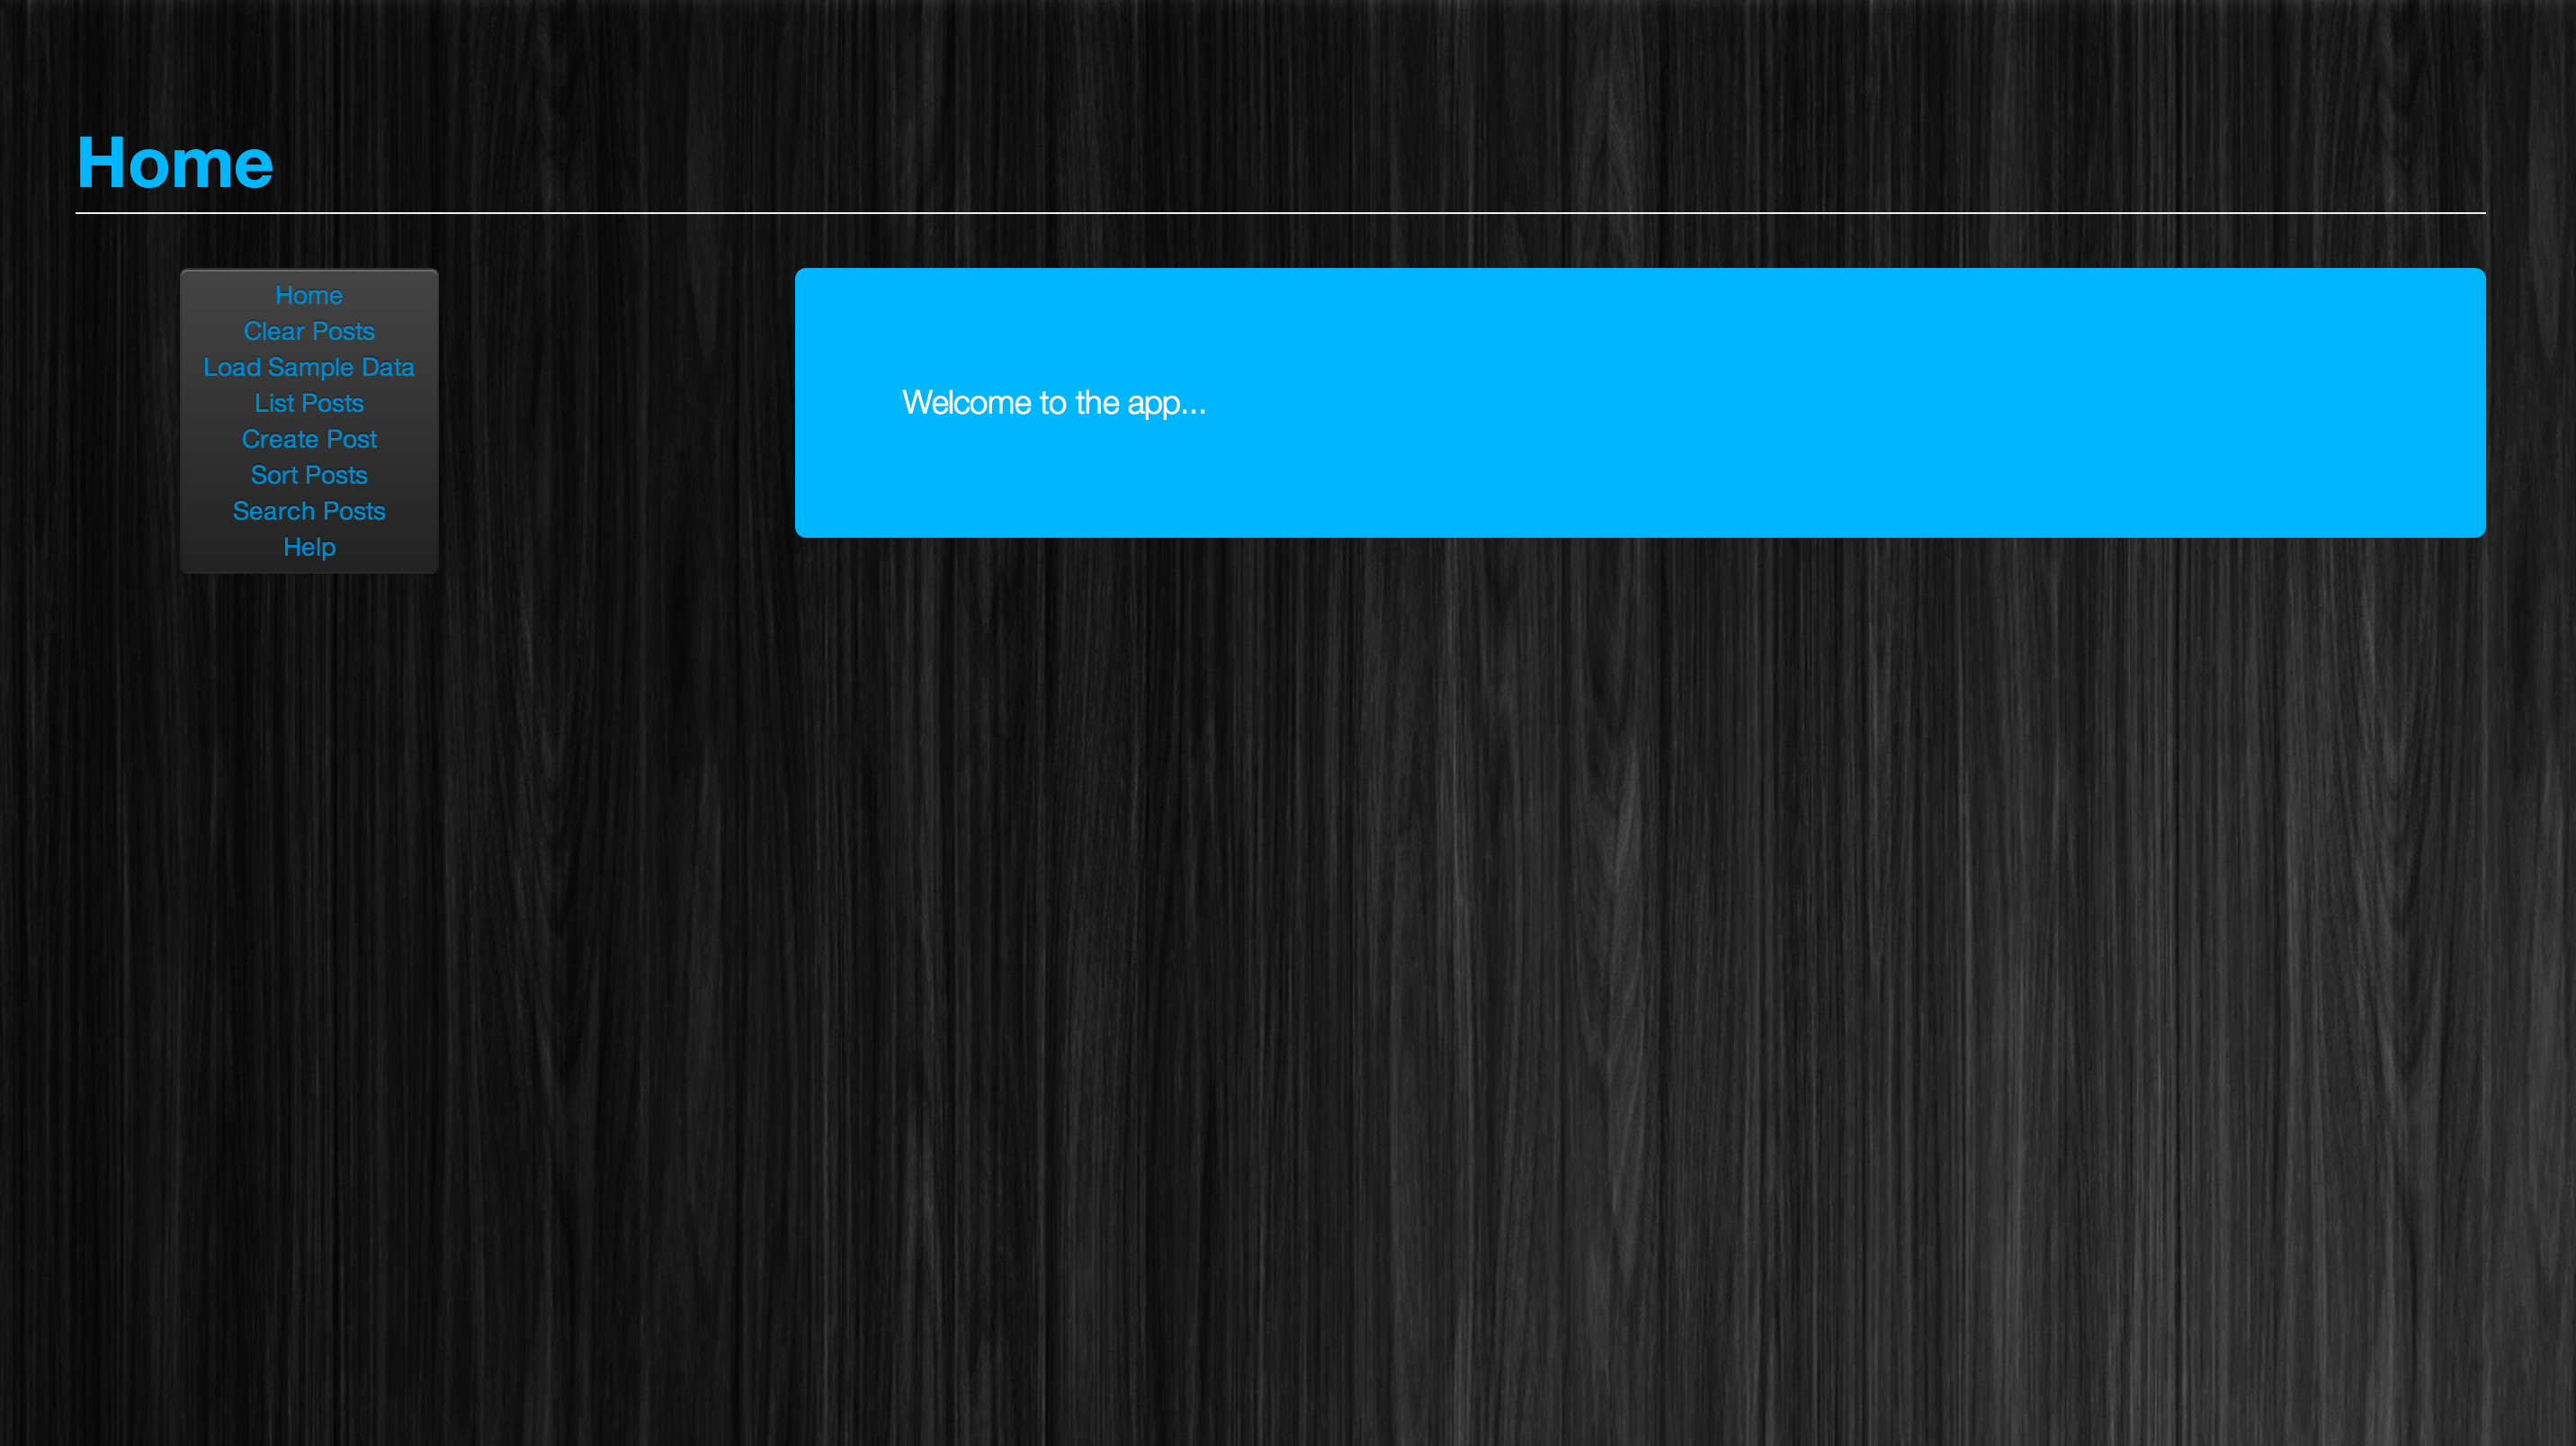 Home
Home
Clear Posts
Load Sample Data
List Posts
Create Post
Sort Posts
Search Posts
Help
Welcome to the app...